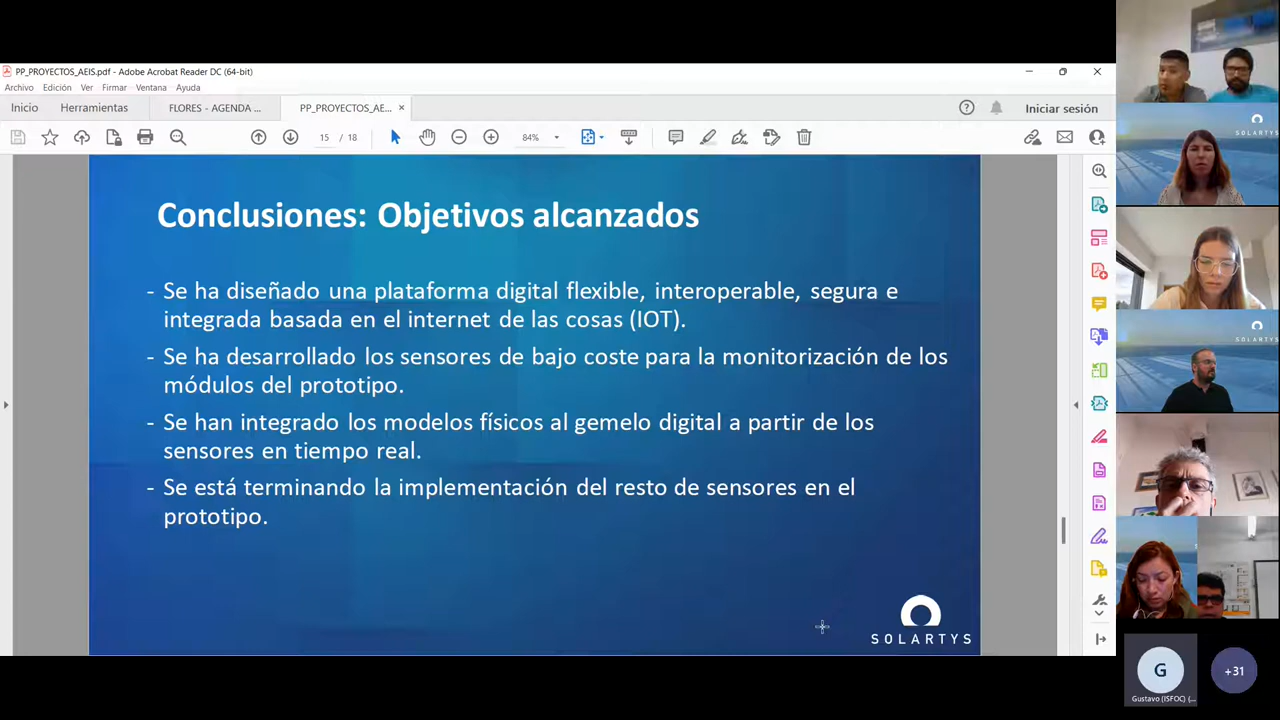 PP_PROYECTOS_AEIS.pdf - Adobe Acrobat Reader DC (64-bit)
Archivo Edición Ver Firmar Ventana Ayuda
Inicio Herramientas FLORES - AGENDA ... PP_PROYECTOS_AE... × Iniciar sesión
15 / 18 84%
Conclusiones: Objetivos alcanzados
- Se ha diseñado una plataforma digital flexible, interoperable, segura e
integrada basada en el internet de las cosas (IOT).
- Se ha desarrollado los sensores de bajo coste para la monitorización de los
módulos del prototipo.
- Se han integrado los modelos físicos al gemelo digital a partir de los
sensores en tiempo real.
- Se está terminando la implementación del resto de sensores en el
prototipo.
SOLARTYS
SOLARTYS
SOLARTYS
G
Gustavo (ISFOC) (...
+31